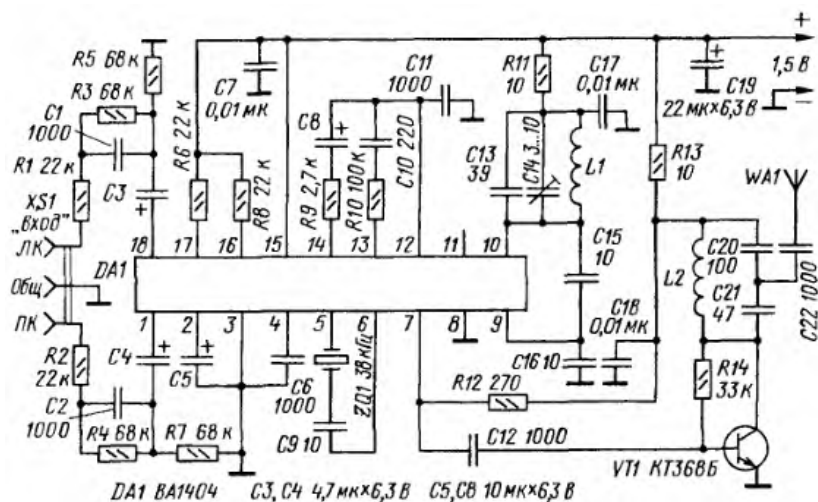 R5 68 к
R3 68 к
C1
1000
R1 22 к
XS1
"вход"
ЛК
Общ
ПК
R2
22 к
C2
1000
R4 68 к
R7 68 к
C3
C4
C5
C7
0,01 мк
R6 22 к
R8 22 к
C8
R9 2,7 к
R10 100 к
C10 220
C11
1000
18 17 16 15 14 13 12 11 10
DA1
1 2 3 4 5 6 7 8 9
C6
1000
C9 10
ZQ1 38 кГц
R11
10
C17
0,01 мк
C13
39
C14 3...10
L1
C15
10
C16 10
C18
0,01 мк
R12 270
C12 1000
+
1,5 В
–
C19
22 мк×6,3 В
R13
10
WA1
L2
C20
100
C21
47
C22 1000
R14
33 к
VT1 КТ368Б
DA1 BA1404 C3, C4 4,7 мк×6,3 В C5, C8 10 мк×6,3 В